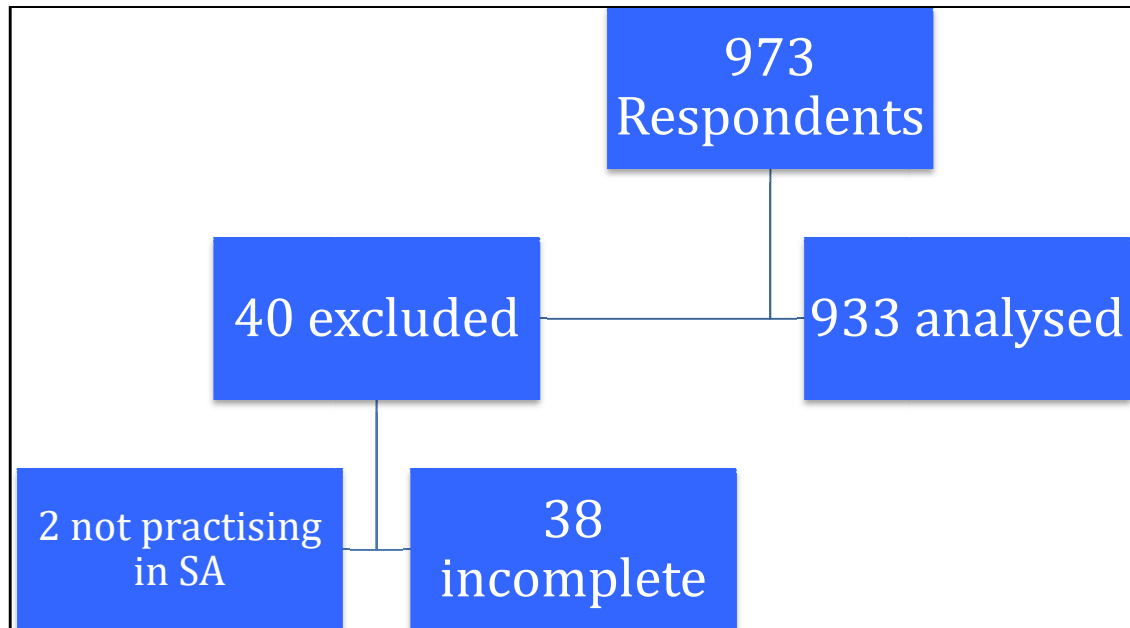 973
Respondents
40 excluded
933 analysed
2 not practising
in SA
38
incomplete